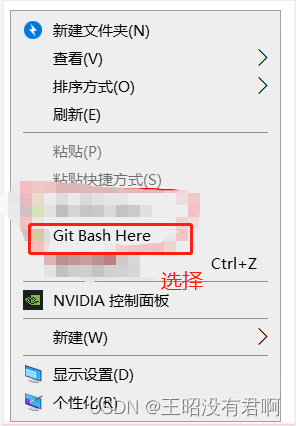 新建文件夹(N)
查看(V)
排序方式(O)
刷新(E)
粘贴(P)
粘贴快捷方式(S)
Git Bash Here
Ctrl+Z
选择
NVIDIA 控制面板
新建(W)
显示设置(D)
个性化(R)
CSDN @王昭没有君啊